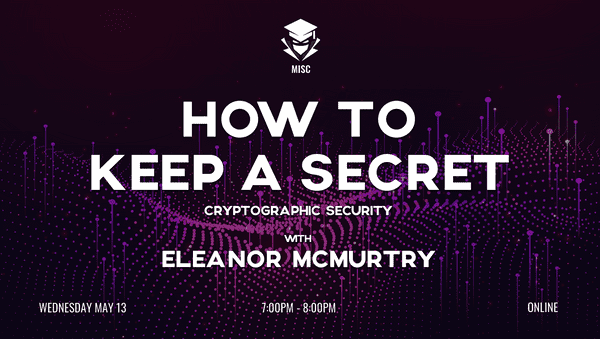 MISC
HOW TO
KEEP A SECRET
CRYPTOGRAPHIC SECURITY
WITH
ELEANOR MCMURTRY
WEDNESDAY MAY 13
7:00PM - 8:00PM
ONLINE